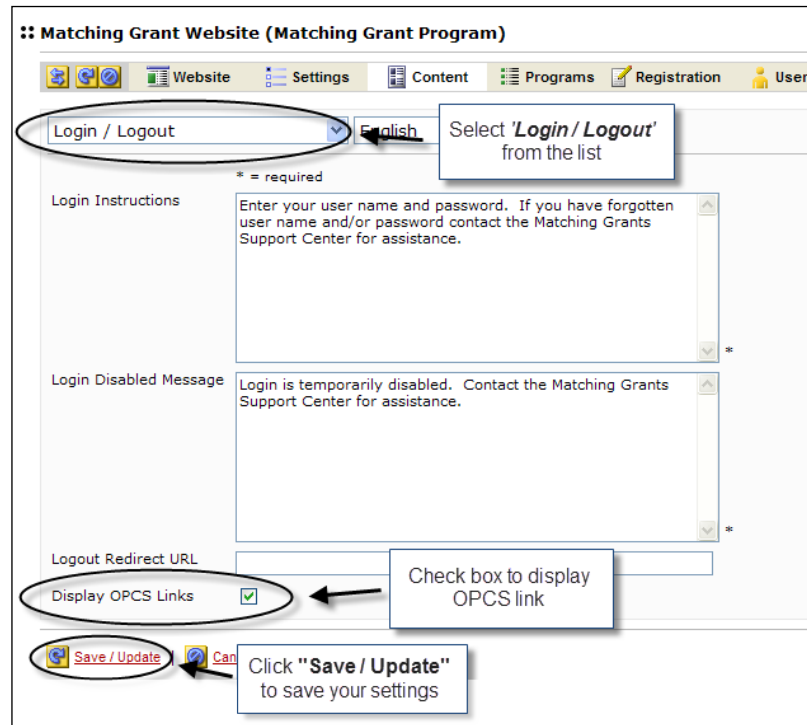 :: Matching Grant Website (Matching Grant Program)
Website Settings Content Programs Registration User
Login / Logout English
Select 'Login / Logout'
from the list
* = required
Login Instructions
Enter your user name and password. If you have forgotten
user name and/or password contact the Matching Grants
Support Center for assistance.
*
Login Disabled Message
Login is temporarily disabled. Contact the Matching Grants
Support Center for assistance.
*
Logout Redirect URL
Check box to display
OPCS link
Display OPCS Links
Save / Update | Can
Click "Save / Update"
to save your settings